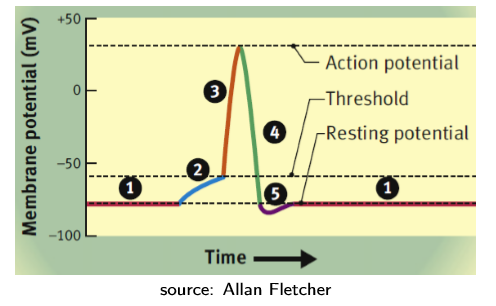 Membrane potential (mV)
+50
0
−50
−100
Action potential
Threshold
Resting potential
1
2
3
4
5
1
Time
source: Allan Fletcher